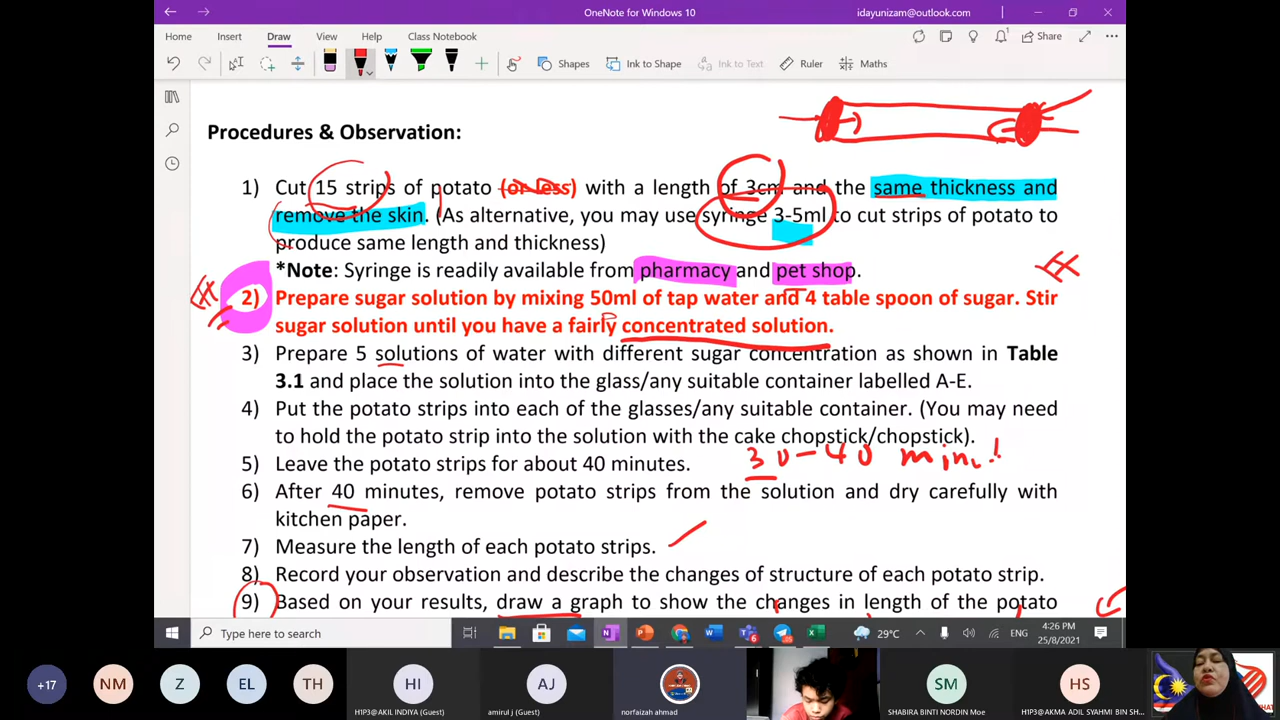 OneNote for Windows 10
idayunizam@outlook.com
Home
Insert
Draw
View
Help
Class Notebook
Share
Shapes
Ink to Shape
Ink to Text
Ruler
Maths
Procedures & Observation:
1) Cut 15 strips of potato (or less) with a length of 3cm and the same thickness and
remove the skin. (As alternative, you may use syringe 3-5ml to cut strips of potato to
produce same length and thickness)
*Note: Syringe is readily available from pharmacy and pet shop.
2) Prepare sugar solution by mixing 50ml of tap water and 4 table spoon of sugar. Stir
sugar solution until you have a fairly concentrated solution.
3) Prepare 5 solutions of water with different sugar concentration as shown in Table
3.1 and place the solution into the glass/any suitable container labelled A-E.
4) Put the potato strips into each of the glasses/any suitable container. (You may need
to hold the potato strip into the solution with the cake chopstick/chopstick).
5) Leave the potato strips for about 40 minutes.
30-40 min!
6) After 40 minutes, remove potato strips from the solution and dry carefully with
kitchen paper.
7) Measure the length of each potato strips.
8) Record your observation and describe the changes of structure of each potato strip.
9) Based on your results, draw a graph to show the changes in length of the potato
Type here to search
29°C
ENG
4:26 PM
25/8/2021
+17
NM
Z
EL
TH
HI
H1P3@AKIL INDIYA (Guest)
AJ
amirul j (Guest)
norfaizah ahmad
SM
SHABIRA BINTI NORDIN Moe
HS
H1P3@AKMA ADIL SYAHMI BIN SH...